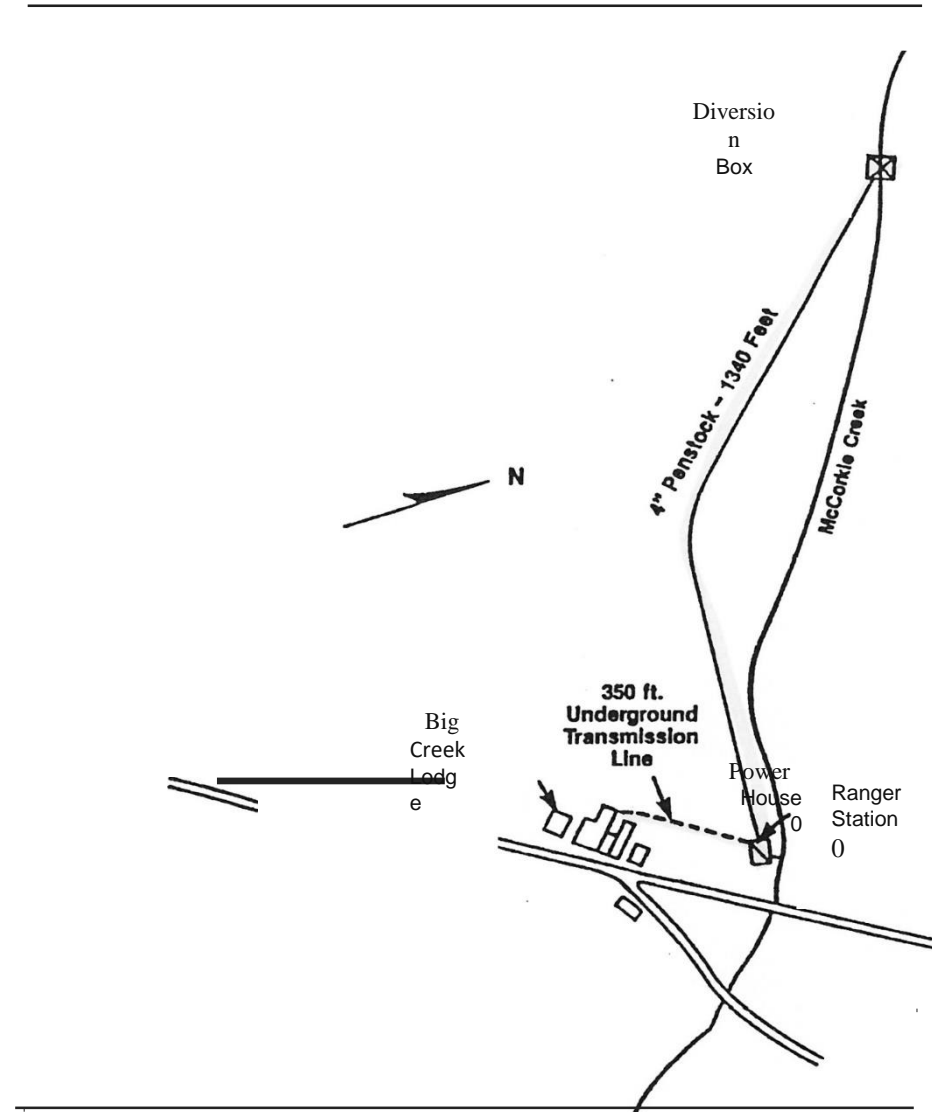 Diversio
n
Box
4" Penstock - 1340 Feet
McCorkle Creek
N
350 ft.
Underground
Transmission
Line
Big
Creek
Lodg
e
Power
House
0
Ranger
Station
0